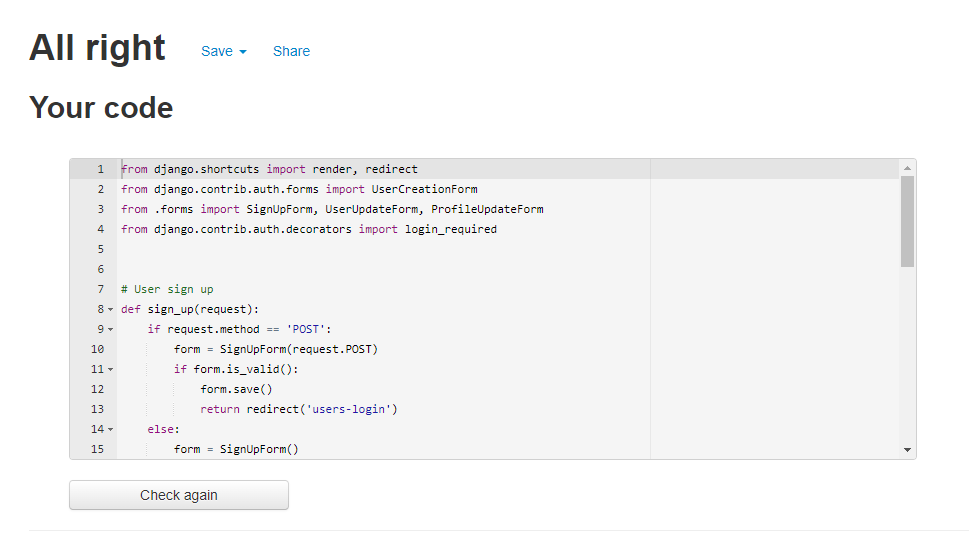 All right Save Share
Your code
1 from django.shortcuts import render, redirect
2 from django.contrib.auth.forms import UserCreationForm
3 from .forms import SignUpForm, UserUpdateForm, ProfileUpdateForm
4 from django.contrib.auth.decorators import login_required
5
6
7 # User sign up
8 def sign_up(request):
9     if request.method == 'POST':
10         form = SignUpForm(request.POST)
11         if form.is_valid():
12             form.save()
13             return redirect('users-login')
14     else:
15         form = SignUpForm()
Check again